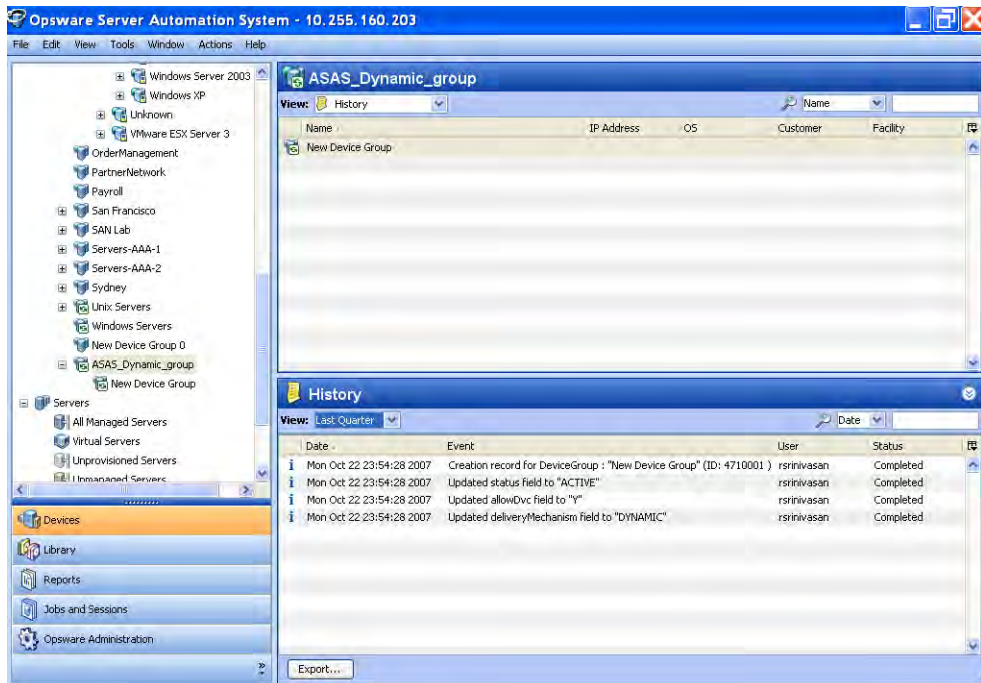 Opsware Server Automation System - 10.255.160.203
File Edit View Tools Window Actions Help
Windows Server 2003
Windows XP
Unknown
VMware ESX Server 3
OrderManagement
PartnerNetwork
Payroll
San Francisco
SAN Lab
Servers-AAA-1
Servers-AAA-2
Sydney
Unix Servers
Windows Servers
New Device Group 0
ASAS_Dynamic_group
New Device Group
Servers
All Managed Servers
Virtual Servers
Unprovisioned Servers
Unmanaged Servers
Devices
Library
Reports
Jobs and Sessions
Opsware Administration
ASAS_Dynamic_group
View: History Name
Name IP Address OS Customer Facility
New Device Group
History
View: Last Quarter Date
Date Event User Status
Mon Oct 22 23:54:28 2007 Creation record for DeviceGroup : "New Device Group" (ID: 4710001 ) rsrinivasan Completed
Mon Oct 22 23:54:28 2007 Updated status field to "ACTIVE" rsrinivasan Completed
Mon Oct 22 23:54:28 2007 Updated allowDvc field to "Y" rsrinivasan Completed
Mon Oct 22 23:54:28 2007 Updated deliveryMechanism field to "DYNAMIC" rsrinivasan Completed
Export...